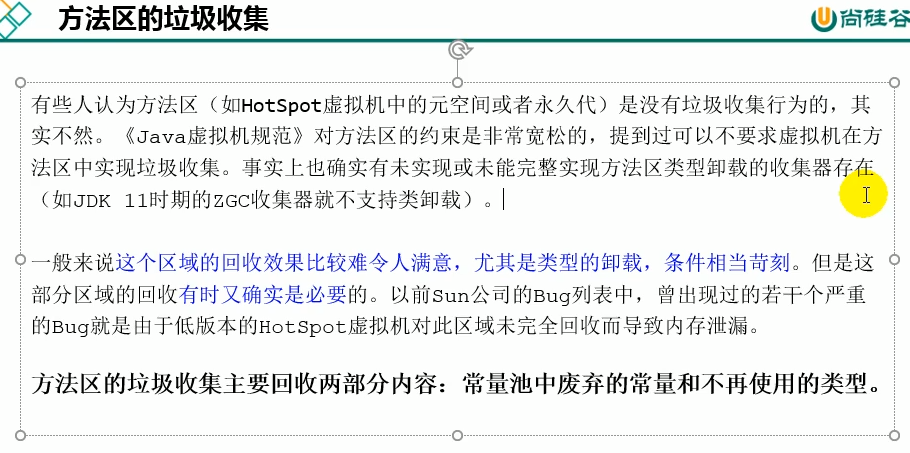 方法区的垃圾收集
尚硅谷
有些人认为方法区（如HotSpot虚拟机中的元空间或者永久代）是没有垃圾收集行为的，其
实不然。《Java虚拟机规范》对方法区的约束是非常宽松的，提到过可以不要求虚拟机在方
法区中实现垃圾收集。事实上也确实有未实现或未能完整实现方法区类型卸载的收集器存在
（如JDK 11时期的ZGC收集器就不支持类卸载）。
一般来说这个区域的回收效果比较难令人满意，尤其是类型的卸载，条件相当苛刻。但是这
部分区域的回收有时又确实是必要的。以前Sun公司的Bug列表中，曾出现过的若干个严重
的Bug就是由于低版本的HotSpot虚拟机对此区域未完全回收而导致内存泄漏。
方法区的垃圾收集主要回收两部分内容：常量池中废弃的常量和不再使用的类型。